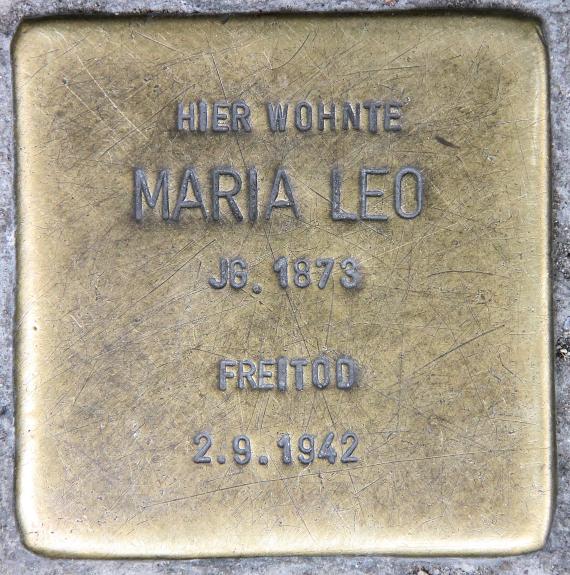 HIER WOHNTE
MARIA LEO
JG. 1873
FREITOD
2.9.1942